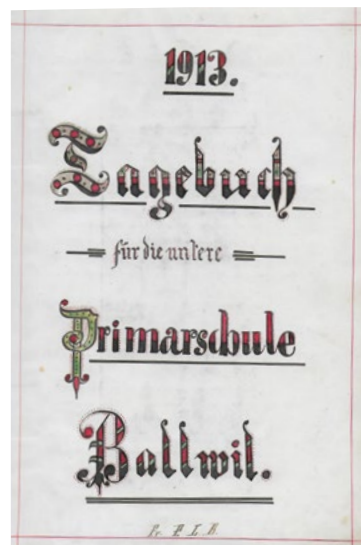 1913.
Tagebuch
für die untere
Primarschule
Ballwil.